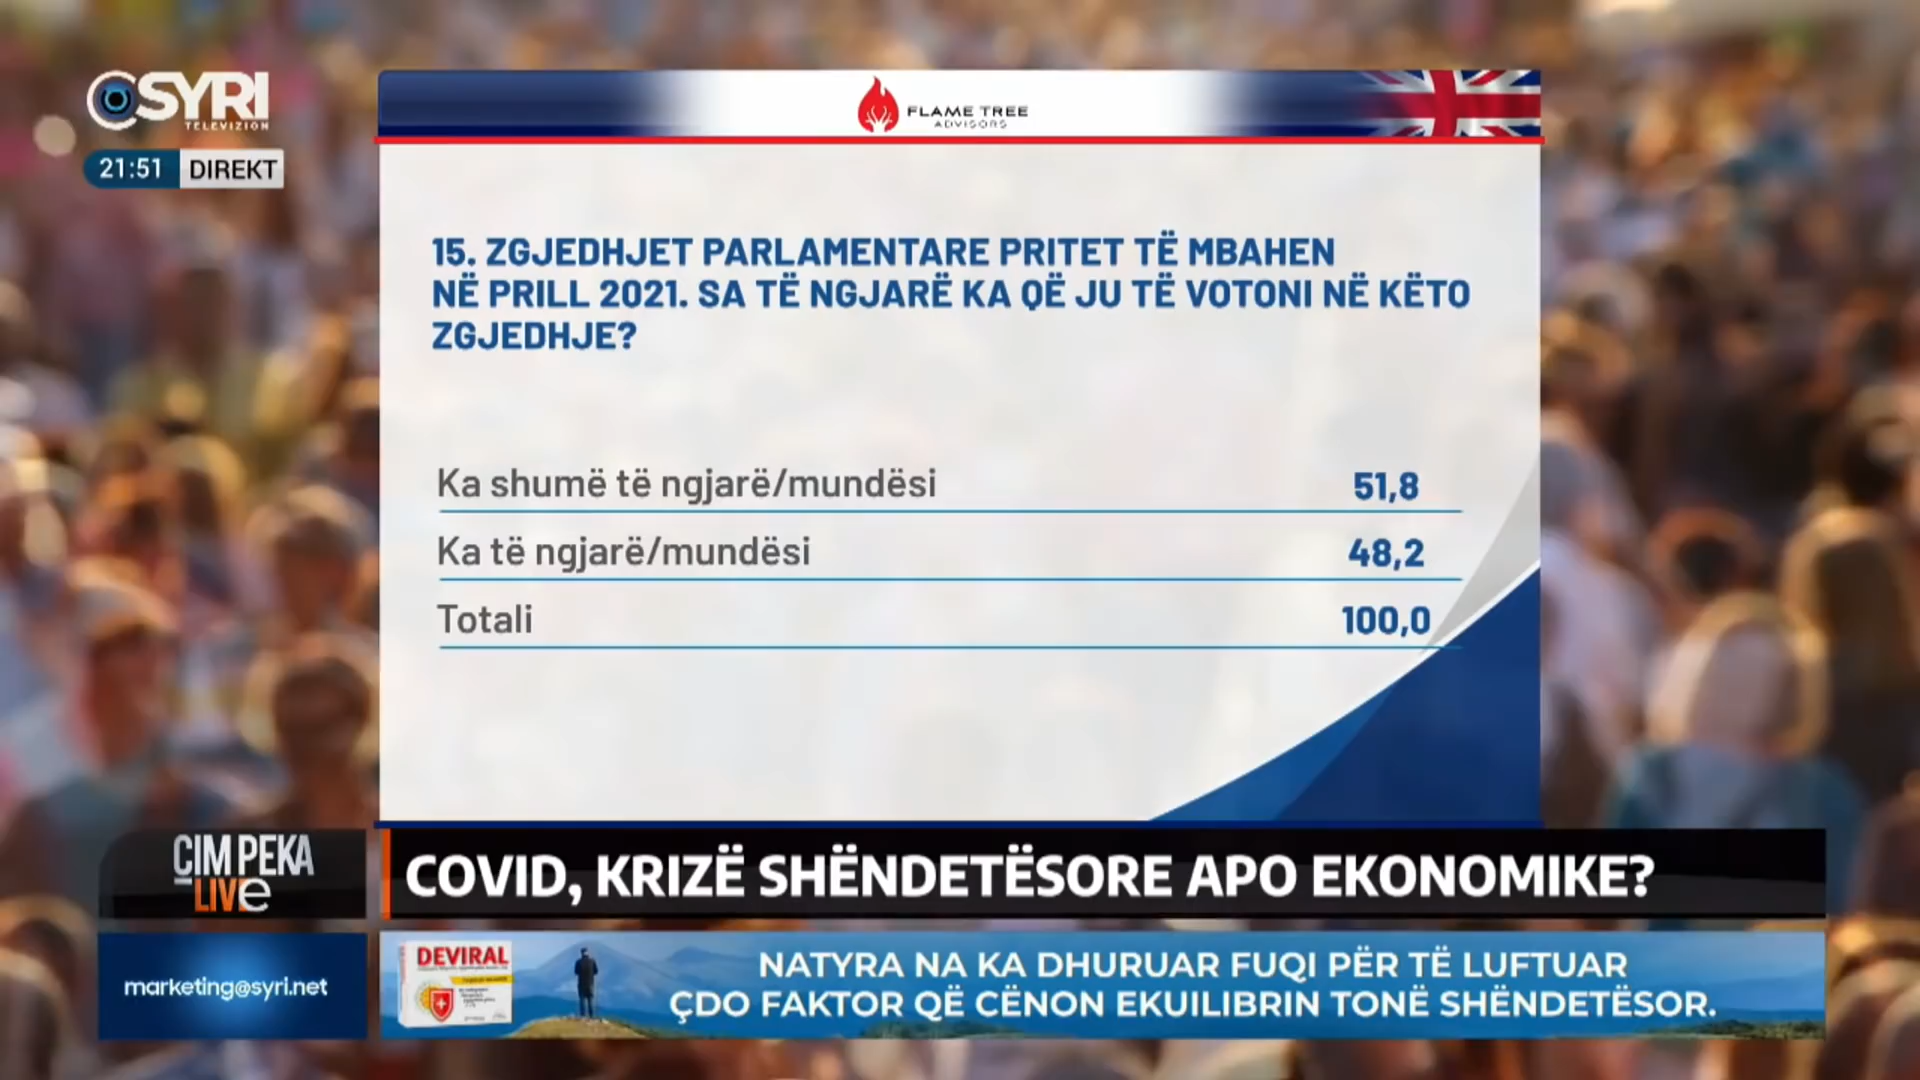 SYRI
TELEVIZION
21:51 DIREKT
FLAME TREE
ADVISORS
15. ZGJEDHJET PARLAMENTARE PRITET TË MBAHEN
NË PRILL 2021. SA TË NGJARË KA QË JU TË VOTONI NË KËTO
ZGJEDHJE?
Ka shumë të ngjarë/mundësi 51,8
Ka të ngjarë/mundësi 48,2
Totali 100,0
ÇIM PEKA
LIVE
COVID, KRIZË SHËNDETËSORE APO EKONOMIKE?
marketing@syri.net
DEVIRAL
NATYRA NA KA DHURUAR FUQI PËR TË LUFTUAR
ÇDO FAKTOR QË CËNON EKUILIBRIN TONË SHËNDETËSOR.